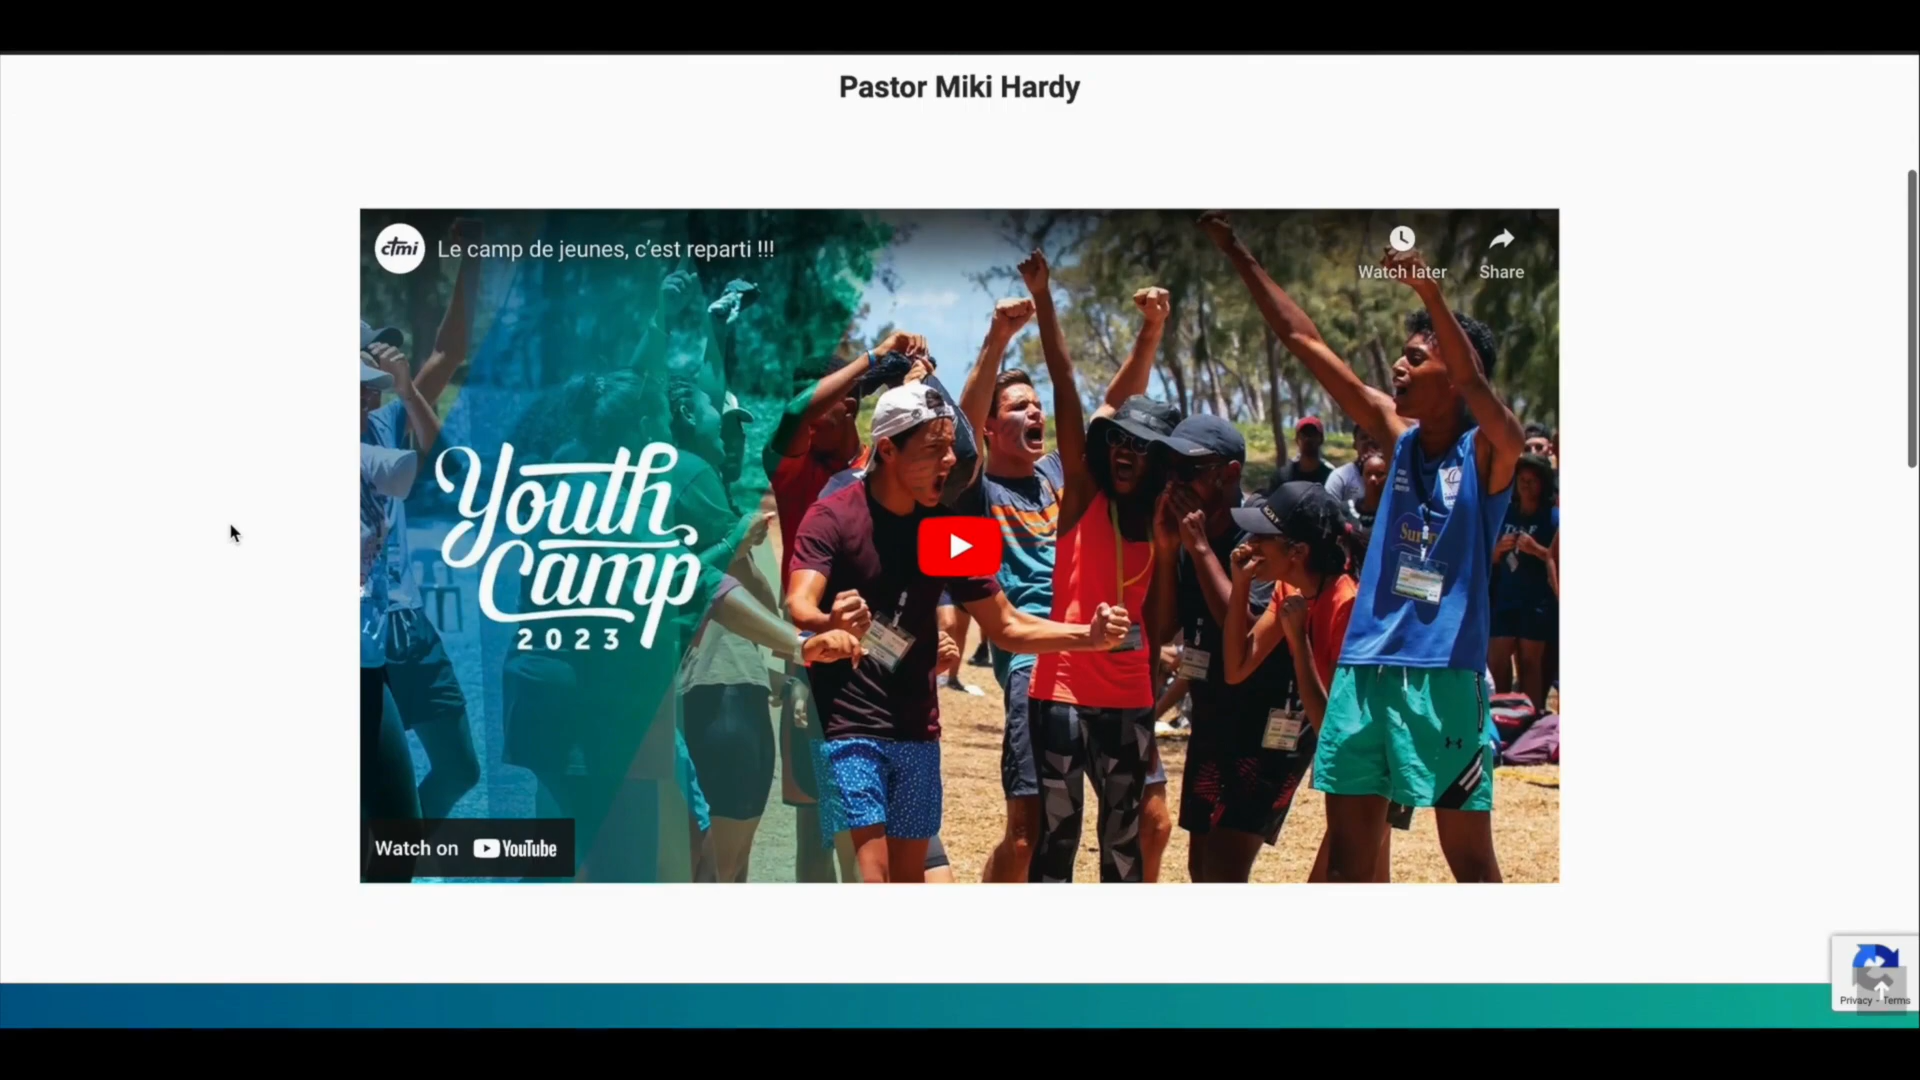 Pastor Miki Hardy
ctmi
Le camp de jeunes, c’est reparti !!!
Watch later
Share
Youth
Camp
2023
Watch on YouTube
Privacy - Terms